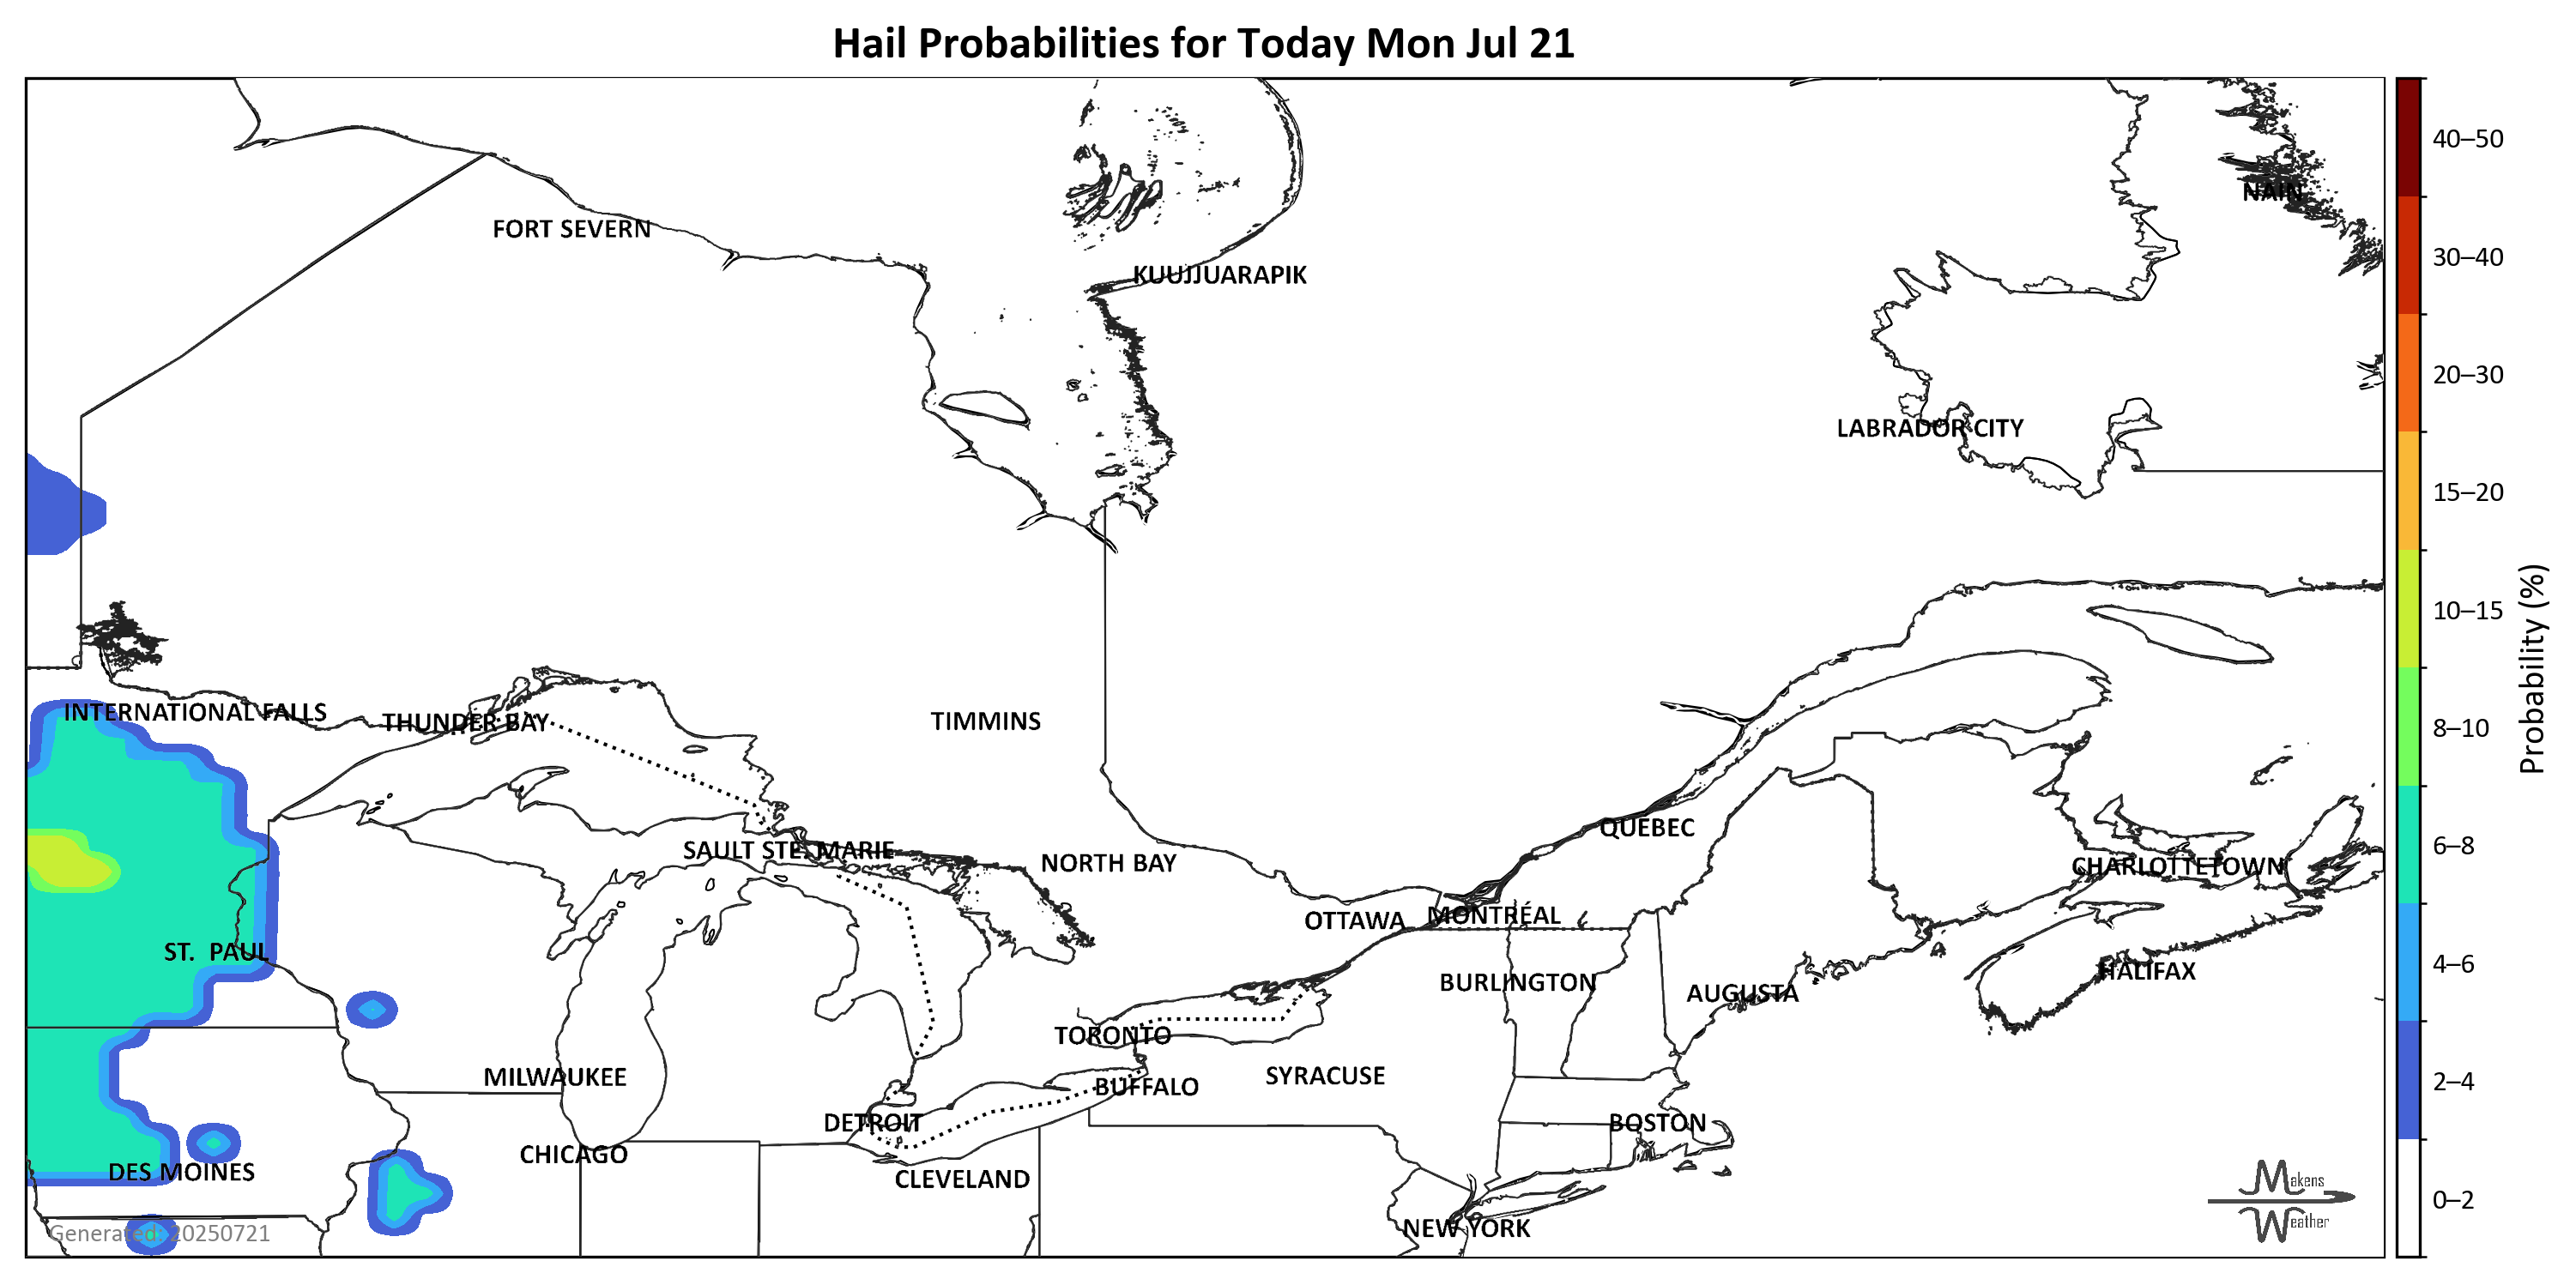 Hail Probabilities for Today Mon Jul 21
40–50
NAIN
FORT SEVERN
30–40
KUUJJUARAPIK
20–30
LABRADOR CITY
15–20
10–15
Probability (%)
INTERNATIONAL FALLS
THUNDER BAY
TIMMINS
8–10
QUÉBEC
SAULT STE. MARIE
NORTH BAY
CHARLOTTETOWN
6–8
OTTAWA
MONTRÉAL
ST. PAUL
BURLINGTON
AUGUSTA
HALIFAX
4–6
TORONTO
MILWAUKEE
BUFFALO
SYRACUSE
2–4
DETROIT
BOSTON
CHICAGO
DES MOINES
CLEVELAND
Makens
Weather
0–2
NEW YORK
Generated: 20250721